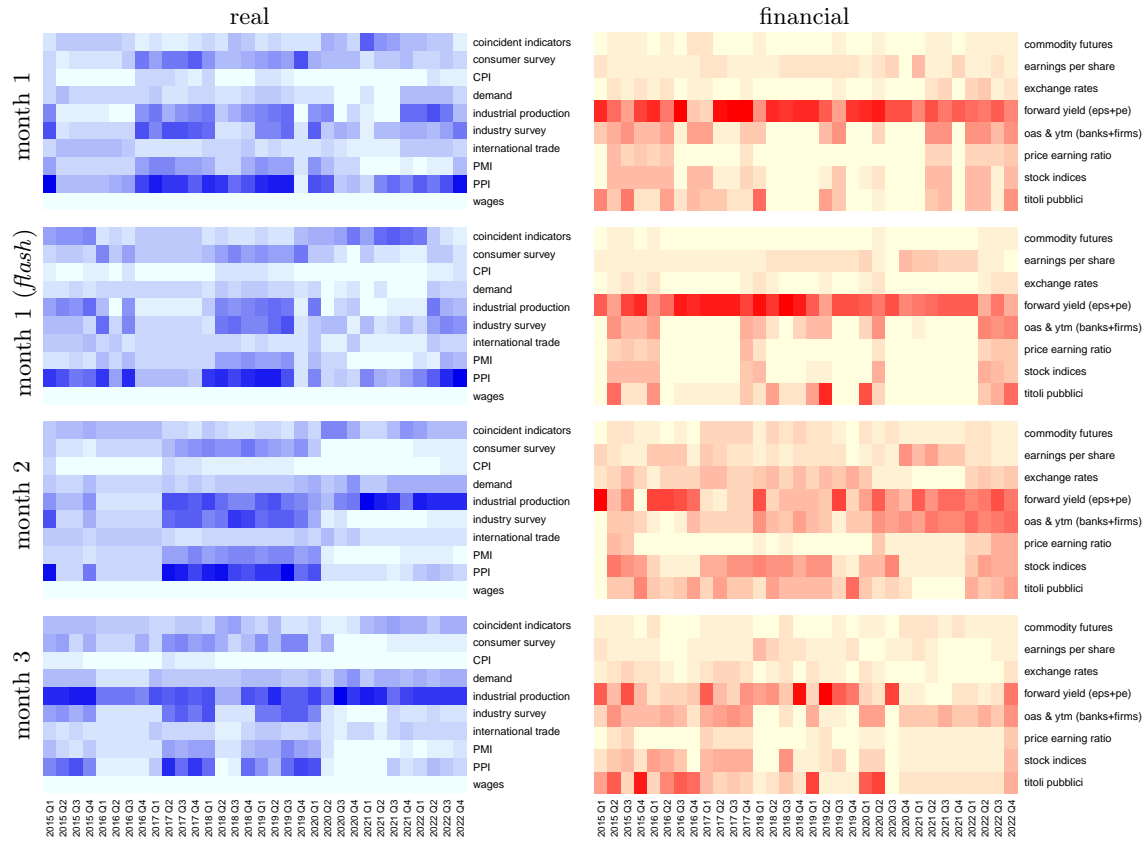 real
financial
month 1
coincident indicators
consumer survey
CPI
demand
industrial production
industry survey
international trade
PMI
PPI
wages
commodity futures
earnings per share
exchange rates
forward yield (eps+pe)
oas & ytm (banks+firms)
price earning ratio
stock indices
titoli pubblici
month 1 (flash)
coincident indicators
consumer survey
CPI
demand
industrial production
industry survey
international trade
PMI
PPI
wages
commodity futures
earnings per share
exchange rates
forward yield (eps+pe)
oas & ytm (banks+firms)
price earning ratio
stock indices
titoli pubblici
month 2
coincident indicators
consumer survey
CPI
demand
industrial production
industry survey
international trade
PMI
PPI
wages
commodity futures
earnings per share
exchange rates
forward yield (eps+pe)
oas & ytm (banks+firms)
price earning ratio
stock indices
titoli pubblici
month 3
coincident indicators
consumer survey
CPI
demand
industrial production
industry survey
international trade
PMI
PPI
wages
commodity futures
earnings per share
exchange rates
forward yield (eps+pe)
oas & ytm (banks+firms)
price earning ratio
stock indices
titoli pubblici
2015 Q1
2015 Q2
2015 Q3
2015 Q4
2016 Q1
2016 Q2
2016 Q3
2016 Q4
2017 Q1
2017 Q2
2017 Q3
2017 Q4
2018 Q1
2018 Q2
2018 Q3
2018 Q4
2019 Q1
2019 Q2
2019 Q3
2019 Q4
2020 Q1
2020 Q2
2020 Q3
2020 Q4
2021 Q1
2021 Q2
2021 Q3
2021 Q4
2022 Q1
2022 Q2
2022 Q3
2022 Q4
2015 Q1
2015 Q2
2015 Q3
2015 Q4
2016 Q1
2016 Q2
2016 Q3
2016 Q4
2017 Q1
2017 Q2
2017 Q3
2017 Q4
2018 Q1
2018 Q2
2018 Q3
2018 Q4
2019 Q1
2019 Q2
2019 Q3
2019 Q4
2020 Q1
2020 Q2
2020 Q3
2020 Q4
2021 Q1
2021 Q2
2021 Q3
2021 Q4
2022 Q1
2022 Q2
2022 Q3
2022 Q4